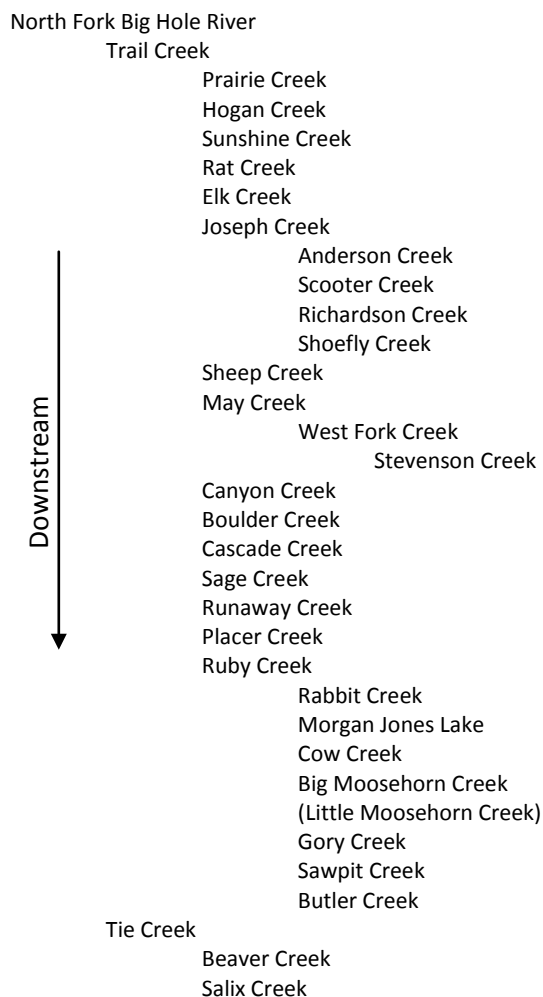 North Fork Big Hole River
Trail Creek
Prairie Creek
Hogan Creek
Sunshine Creek
Rat Creek
Elk Creek
Joseph Creek
Anderson Creek
Scooter Creek
Richardson Creek
Shoefly Creek
Sheep Creek
May Creek
West Fork Creek
Stevenson Creek
Canyon Creek
Boulder Creek
Cascade Creek
Sage Creek
Runaway Creek
Placer Creek
Ruby Creek
Rabbit Creek
Morgan Jones Lake
Cow Creek
Big Moosehorn Creek
(Little Moosehorn Creek)
Gory Creek
Sawpit Creek
Butler Creek
Tie Creek
Beaver Creek
Salix Creek
Downstream